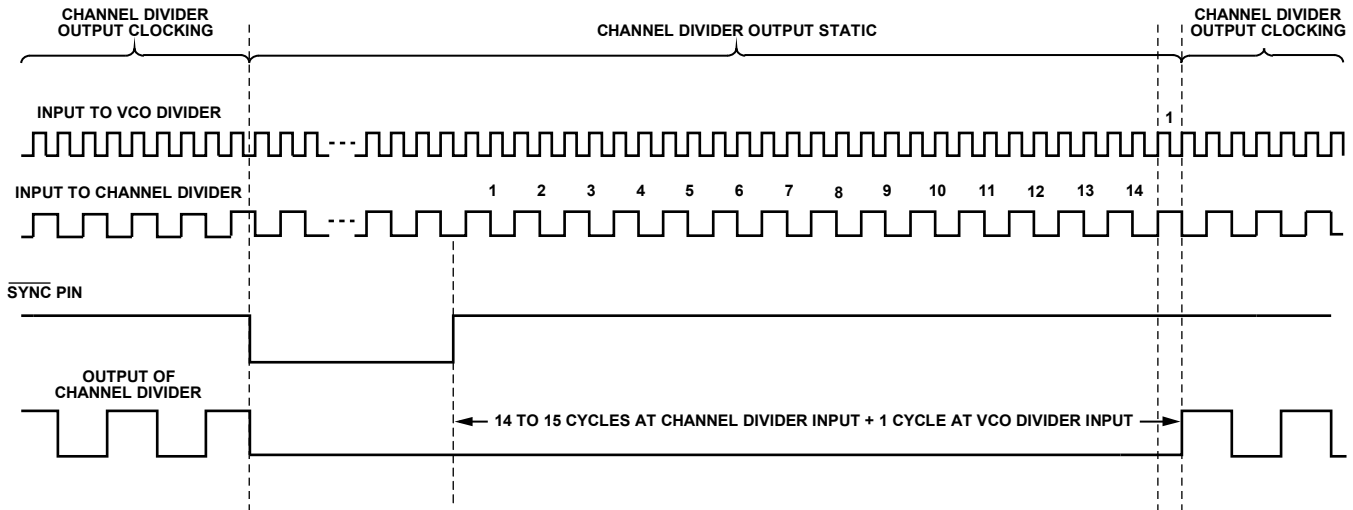 CHANNEL DIVIDER
OUTPUT CLOCKING
CHANNEL DIVIDER OUTPUT STATIC
CHANNEL DIVIDER
OUTPUT CLOCKING
INPUT TO VCO DIVIDER
1
INPUT TO CHANNEL DIVIDER
1 2 3 4 5 6 7 8 9 10 11 12 13 14
SYNC PIN
OUTPUT OF
CHANNEL DIVIDER
14 TO 15 CYCLES AT CHANNEL DIVIDER INPUT + 1 CYCLE AT VCO DIVIDER INPUT